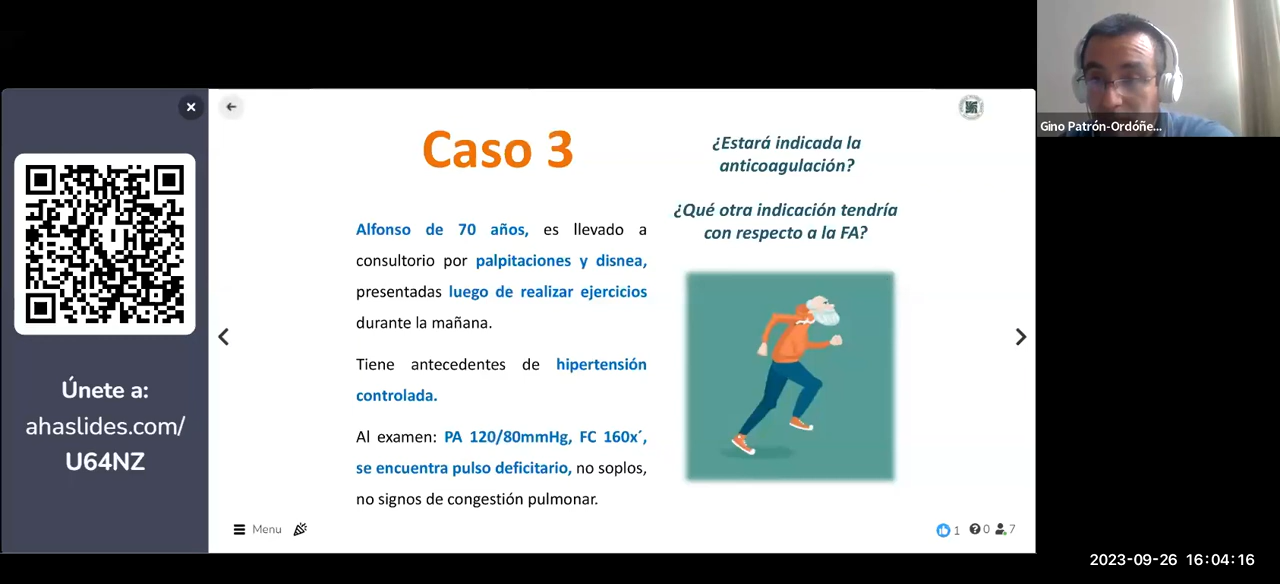 Únete a:
ahaslides.com/
U64NZ
Caso 3
Alfonso de 70 años, es llevado a
consultorio por palpitaciones y disnea,
presentadas luego de realizar ejercicios
durante la mañana.
Tiene antecedentes de hipertensión
controlada.
Al examen: PA 120/80mmHg, FC 160x´,
se encuentra pulso deficitario, no soplos,
no signos de congestión pulmonar.
¿Estará indicada la
anticoagulación?
¿Qué otra indicación tendría
con respecto a la FA?
Menu
1 0 7
Gino Patrón-Ordóñe...
2023-09-26 16:04:16